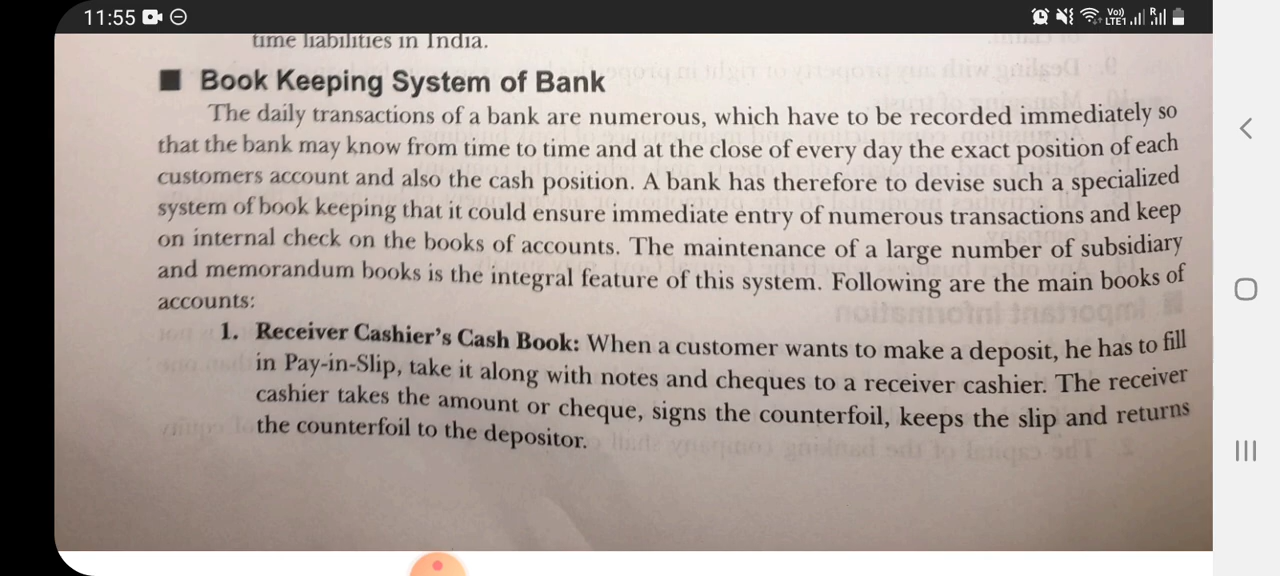 11:55
Vo))
LTE1
R
time liabilities in India.
■ Book Keeping System of Bank
The daily transactions of a bank are numerous, which have to be recorded immediately so
that the bank may know from time to time and at the close of every day the exact position of each
customers account and also the cash position. A bank has therefore to devise such a specialized
system of book keeping that it could ensure immediate entry of numerous transactions and keep
on internal check on the books of accounts. The maintenance of a large number of subsidiary
and memorandum books is the integral feature of this system. Following are the main books of
accounts:
1. Receiver Cashier's Cash Book: When a customer wants to make a deposit, he has to fill
in Pay-in-Slip, take it along with notes and cheques to a receiver cashier. The receiver
cashier takes the amount or cheque, signs the counterfoil, keeps the slip and returns
the counterfoil to the depositor.